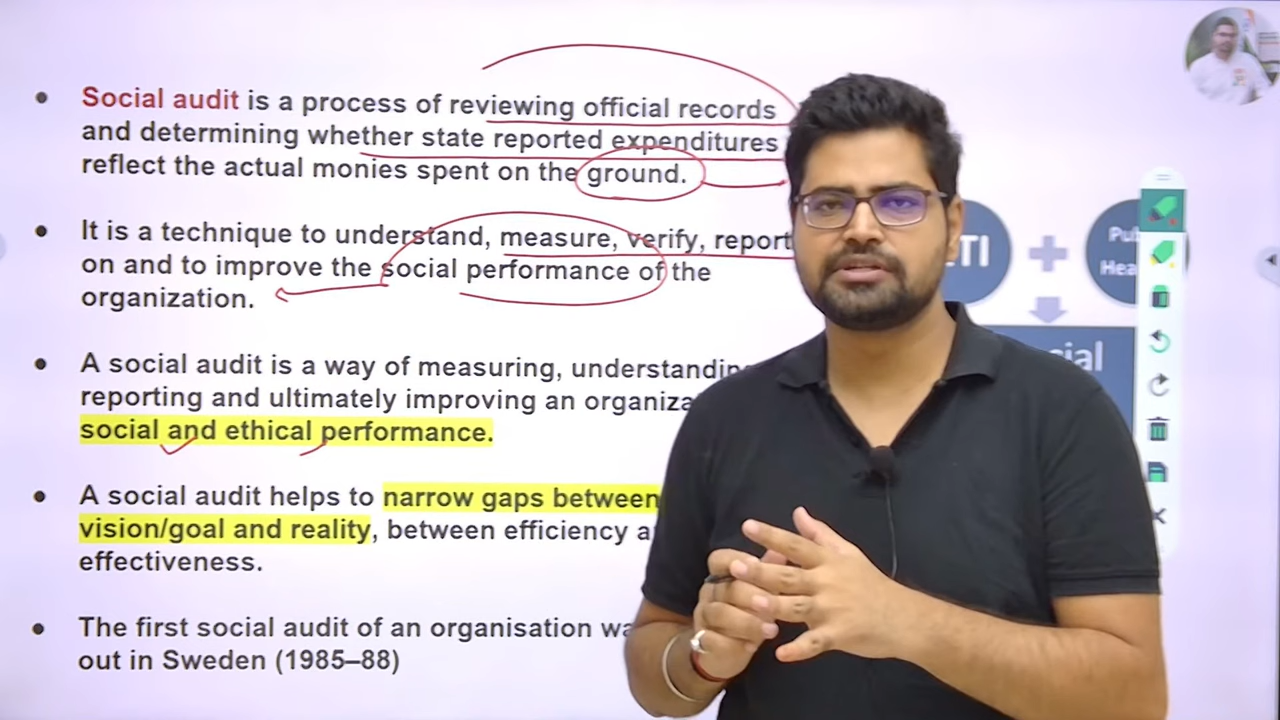 Social audit is a process of reviewing official records
and determining whether state reported expenditures
reflect the actual monies spent on the ground.
It is a technique to understand, measure, verify, report
on and to improve the social performance of the
organization.
A social audit is a way of measuring,
reporting and ultimately improving an
social and ethical performance.
A social audit helps to narrow gaps between
vision/goal and reality, between efficiency
effectiveness.
The first social audit of an organisation
out in Sweden (1985–88)